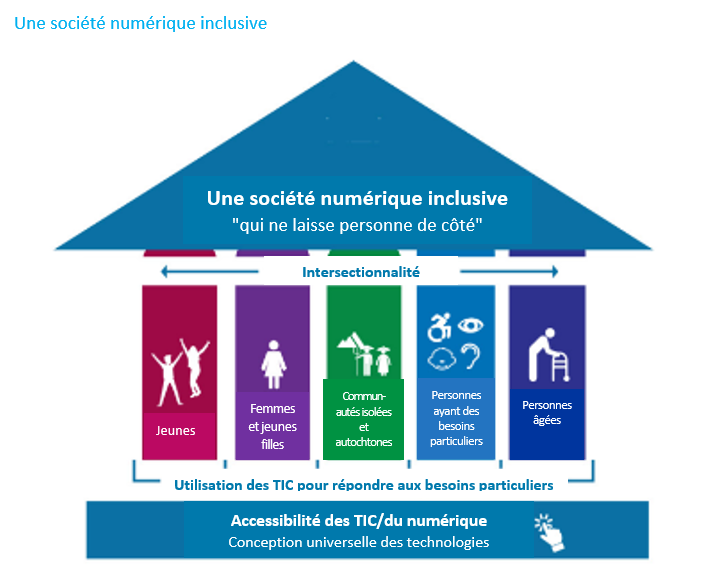 Une société numérique inclusive
Une société numérique inclusive
"qui ne laisse personne de côté"
Intersectionnalité
Jeunes
Femmes
et jeunes
filles
Commun-
autés isolées
et
autochtones
Personnes
ayant des
besoins
particuliers
Personnes
âgées
Utilisation des TIC pour répondre aux besoins particuliers
Accessibilité des TIC/du numérique
Conception universelle des technologies